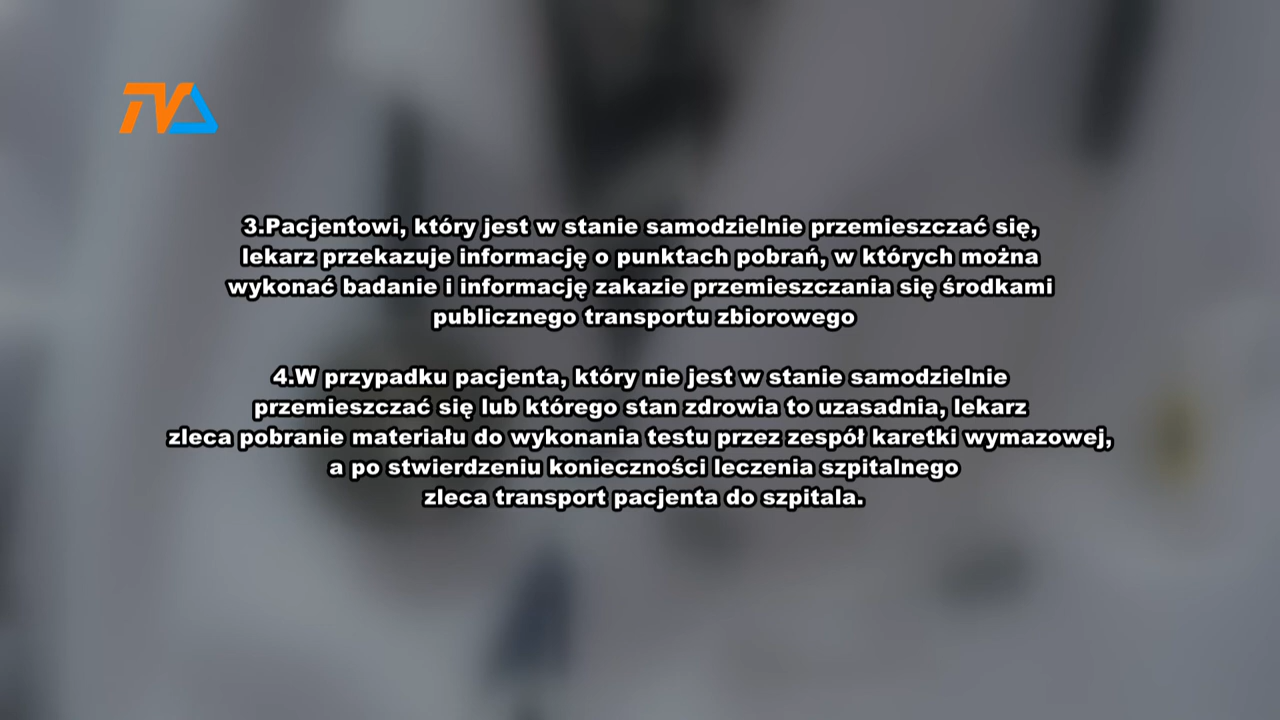 TVA
3.Pacjentowi, który jest w stanie samodzielnie przemieszczać się,
lekarz przekazuje informację o punktach pobrań, w których można
wykonać badanie i informację zakazie przemieszczania się środkami
publicznego transportu zbiorowego
4.W przypadku pacjenta, który nie jest w stanie samodzielnie
przemieszczać się lub którego stan zdrowia to uzasadnia, lekarz
zleca pobranie materiału do wykonania testu przez zespół karetki wymazowej,
a po stwierdzeniu konieczności leczenia szpitalnego
zleca transport pacjenta do szpitala.